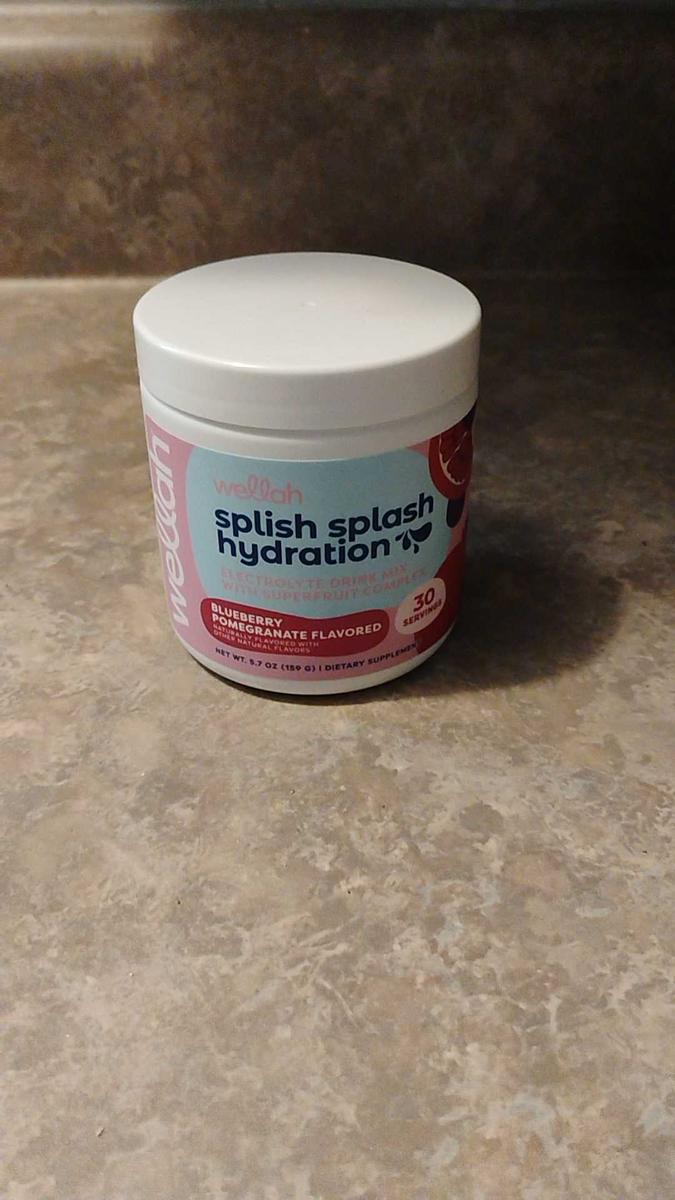 wellah
wellah
splish splash
hydration
ELECTROLYTE DRINK MIX
WITH SUPERFRUIT COMPLEX
BLUEBERRY
POMEGRANATE FLAVORED
NATURALLY FLAVORED WITH
OTHER NATURAL FLAVORS
30
SERVINGS
NET WT. 5.7 OZ (159 G) | DIETARY SUPPLEMEN